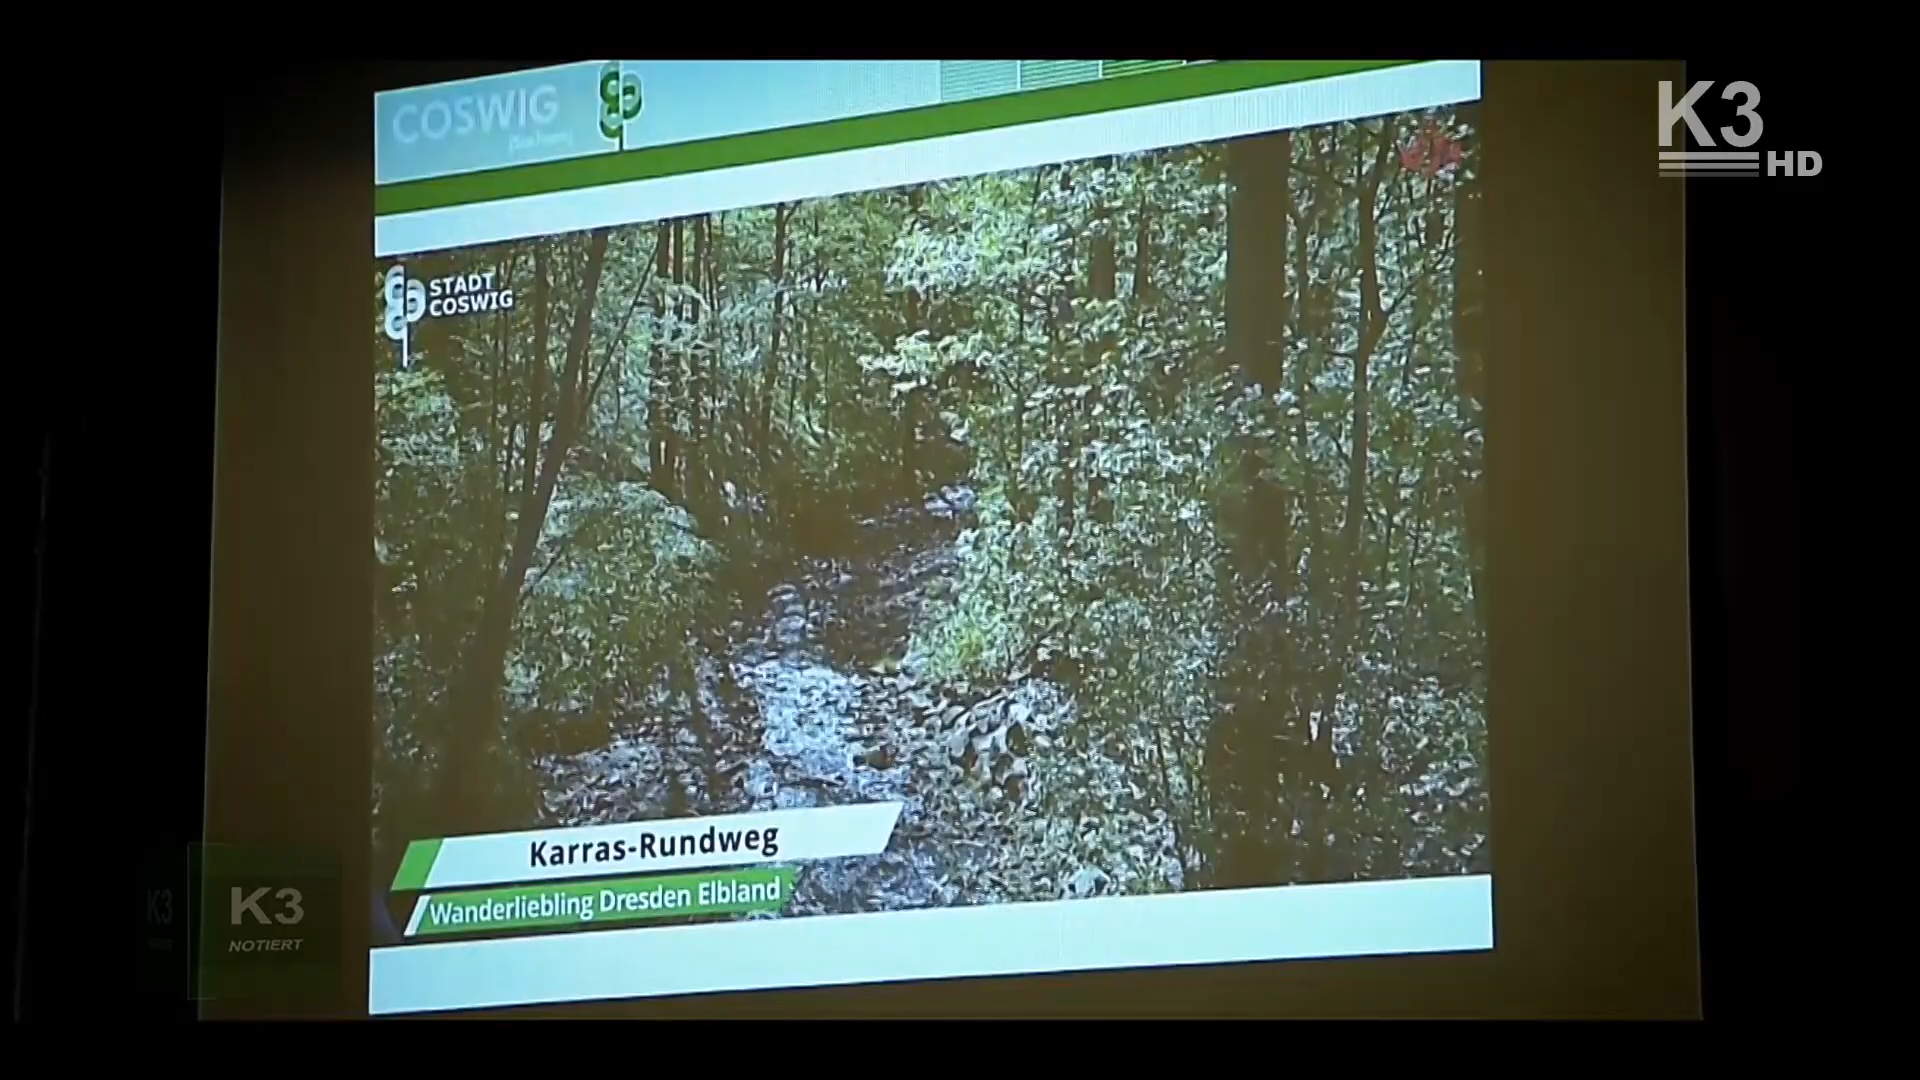 COSWIG
K3
HD
STADT
COSWIG
Karras-Rundweg
Wanderliebling Dresden Elbland
K3
K3
NOTIERT